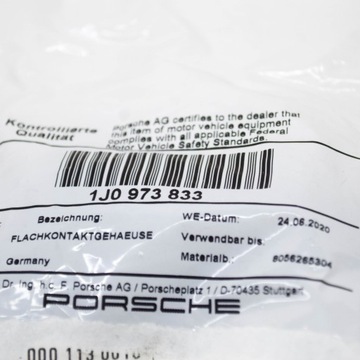 Kontrollierte
Qualität
Porsche AG certifies to the dealer that
this item of motor vehicle equipment
complies with all applicable Federal
Motor Vehicle Safety Standards.
1J0 973 833
Bezeichnung: WE-Datum: 24.06.2020
FLACHKONTAKTGEHAEUSE Verwendbar bis:
Germany Materialb.: 8056265304
Dr. Ing. h.c. F. Porsche AG / Porscheplatz 1 / D-70435 Stuttgart
PORSCHE
000 113